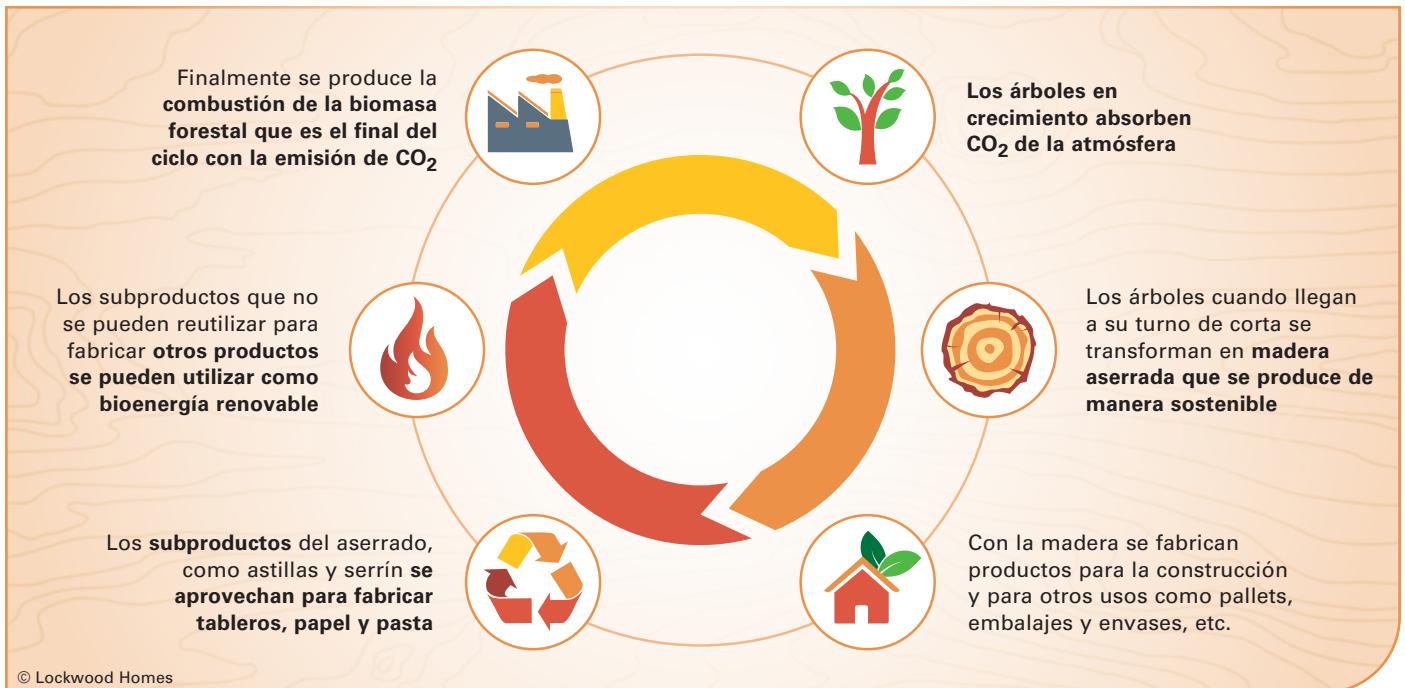 Finalmente se produce la
combustión de la biomasa
forestal que es el final del
ciclo con la emisión de CO2
Los árboles en
crecimiento absorben
CO2 de la atmósfera
Los subproductos que no
se pueden reutilizar para
fabricar otros productos
se pueden utilizar como
bioenergía renovable
Los árboles cuando llegan
a su turno de corta se
transforman en madera
aserrada que se produce de
manera sostenible
Los subproductos del aserrado,
como astillas y serrín se
aprovechan para fabricar
tableros, papel y pasta
Con la madera se fabrican
productos para la construcción
y para otros usos como pallets,
embalajes y envases, etc.
© Lockwood Homes